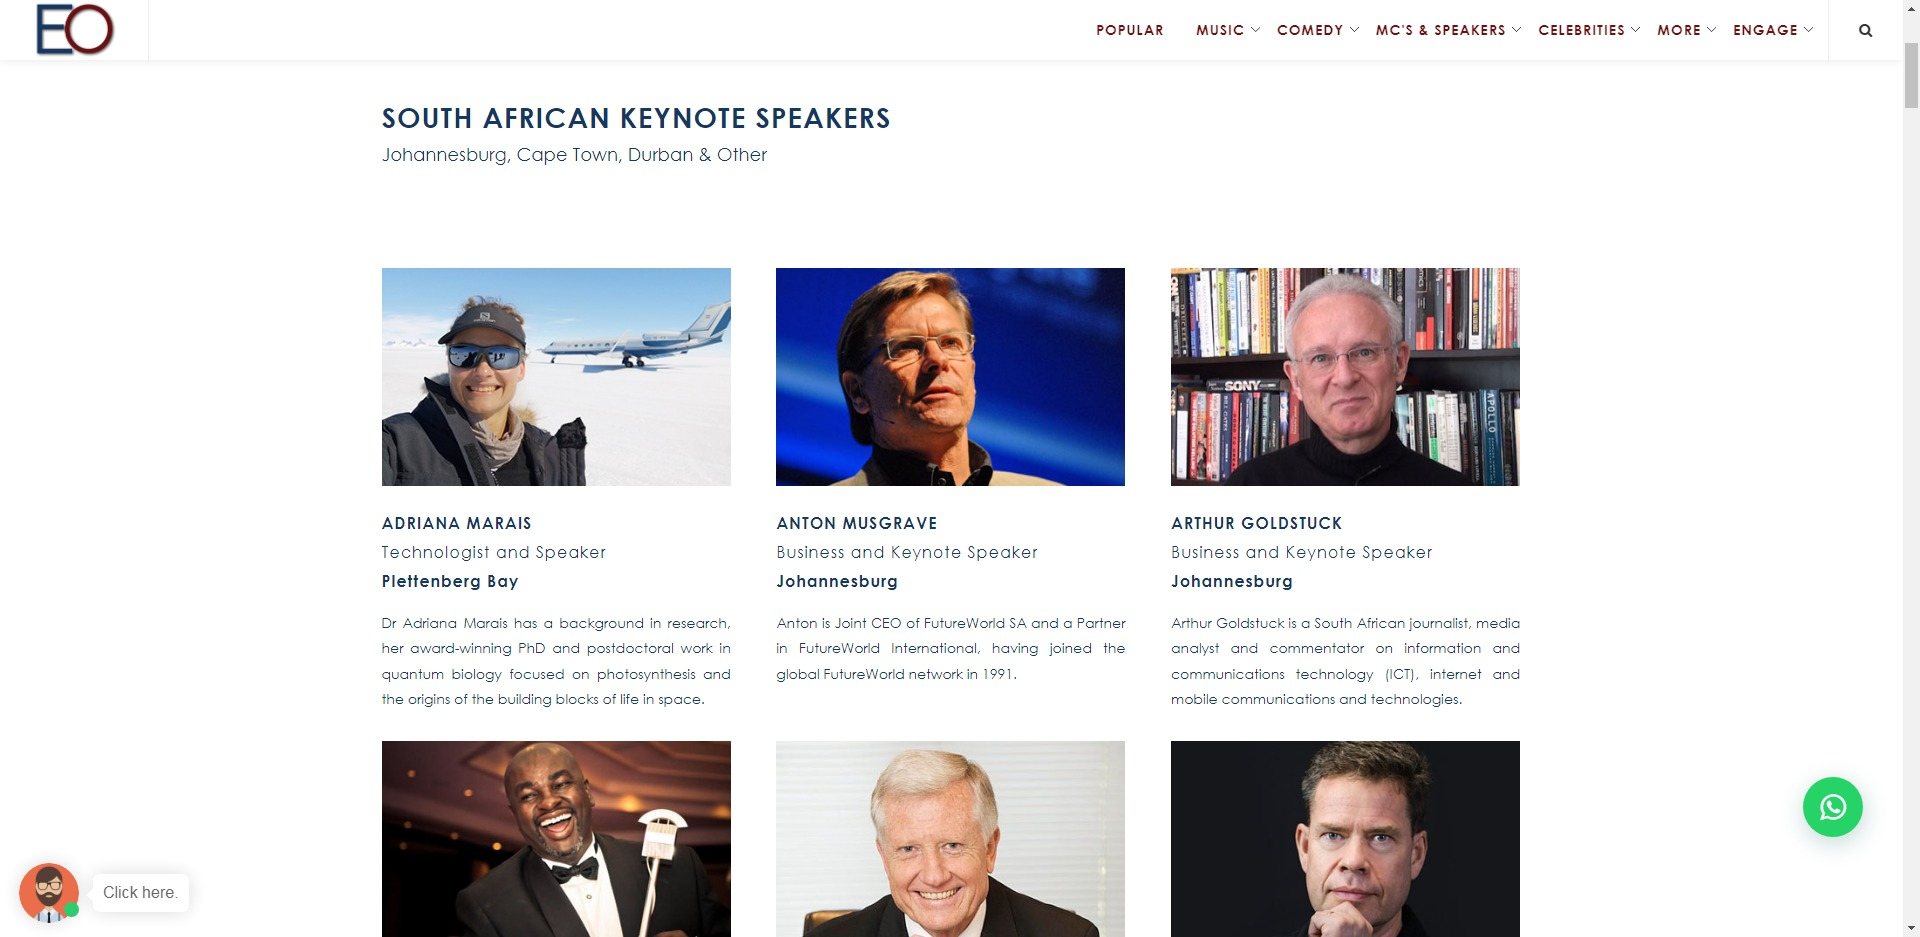 EO
POPULAR
MUSIC
COMEDY
MC'S & SPEAKERS
CELEBRITIES
MORE
ENGAGE
SOUTH AFRICAN KEYNOTE SPEAKERS
Johannesburg, Cape Town, Durban & Other
SONY
APOLLO
ADRIANA MARAIS
Technologist and Speaker
Plettenberg Bay
Dr Adriana Marais has a background in research,
her award-winning PhD and postdoctoral work in
quantum biology focused on photosynthesis and
the origins of the building blocks of life in space.
ANTON MUSGRAVE
Business and Keynote Speaker
Johannesburg
Anton is Joint CEO of FutureWorld SA and a Partner
in FutureWorld International, having joined the
global FutureWorld network in 1991.
ARTHUR GOLDSTUCK
Business and Keynote Speaker
Johannesburg
Arthur Goldstuck is a South African journalist, media
analyst and commentator on information and
communications technology (ICT), internet and
mobile communications and technologies.
Click here.